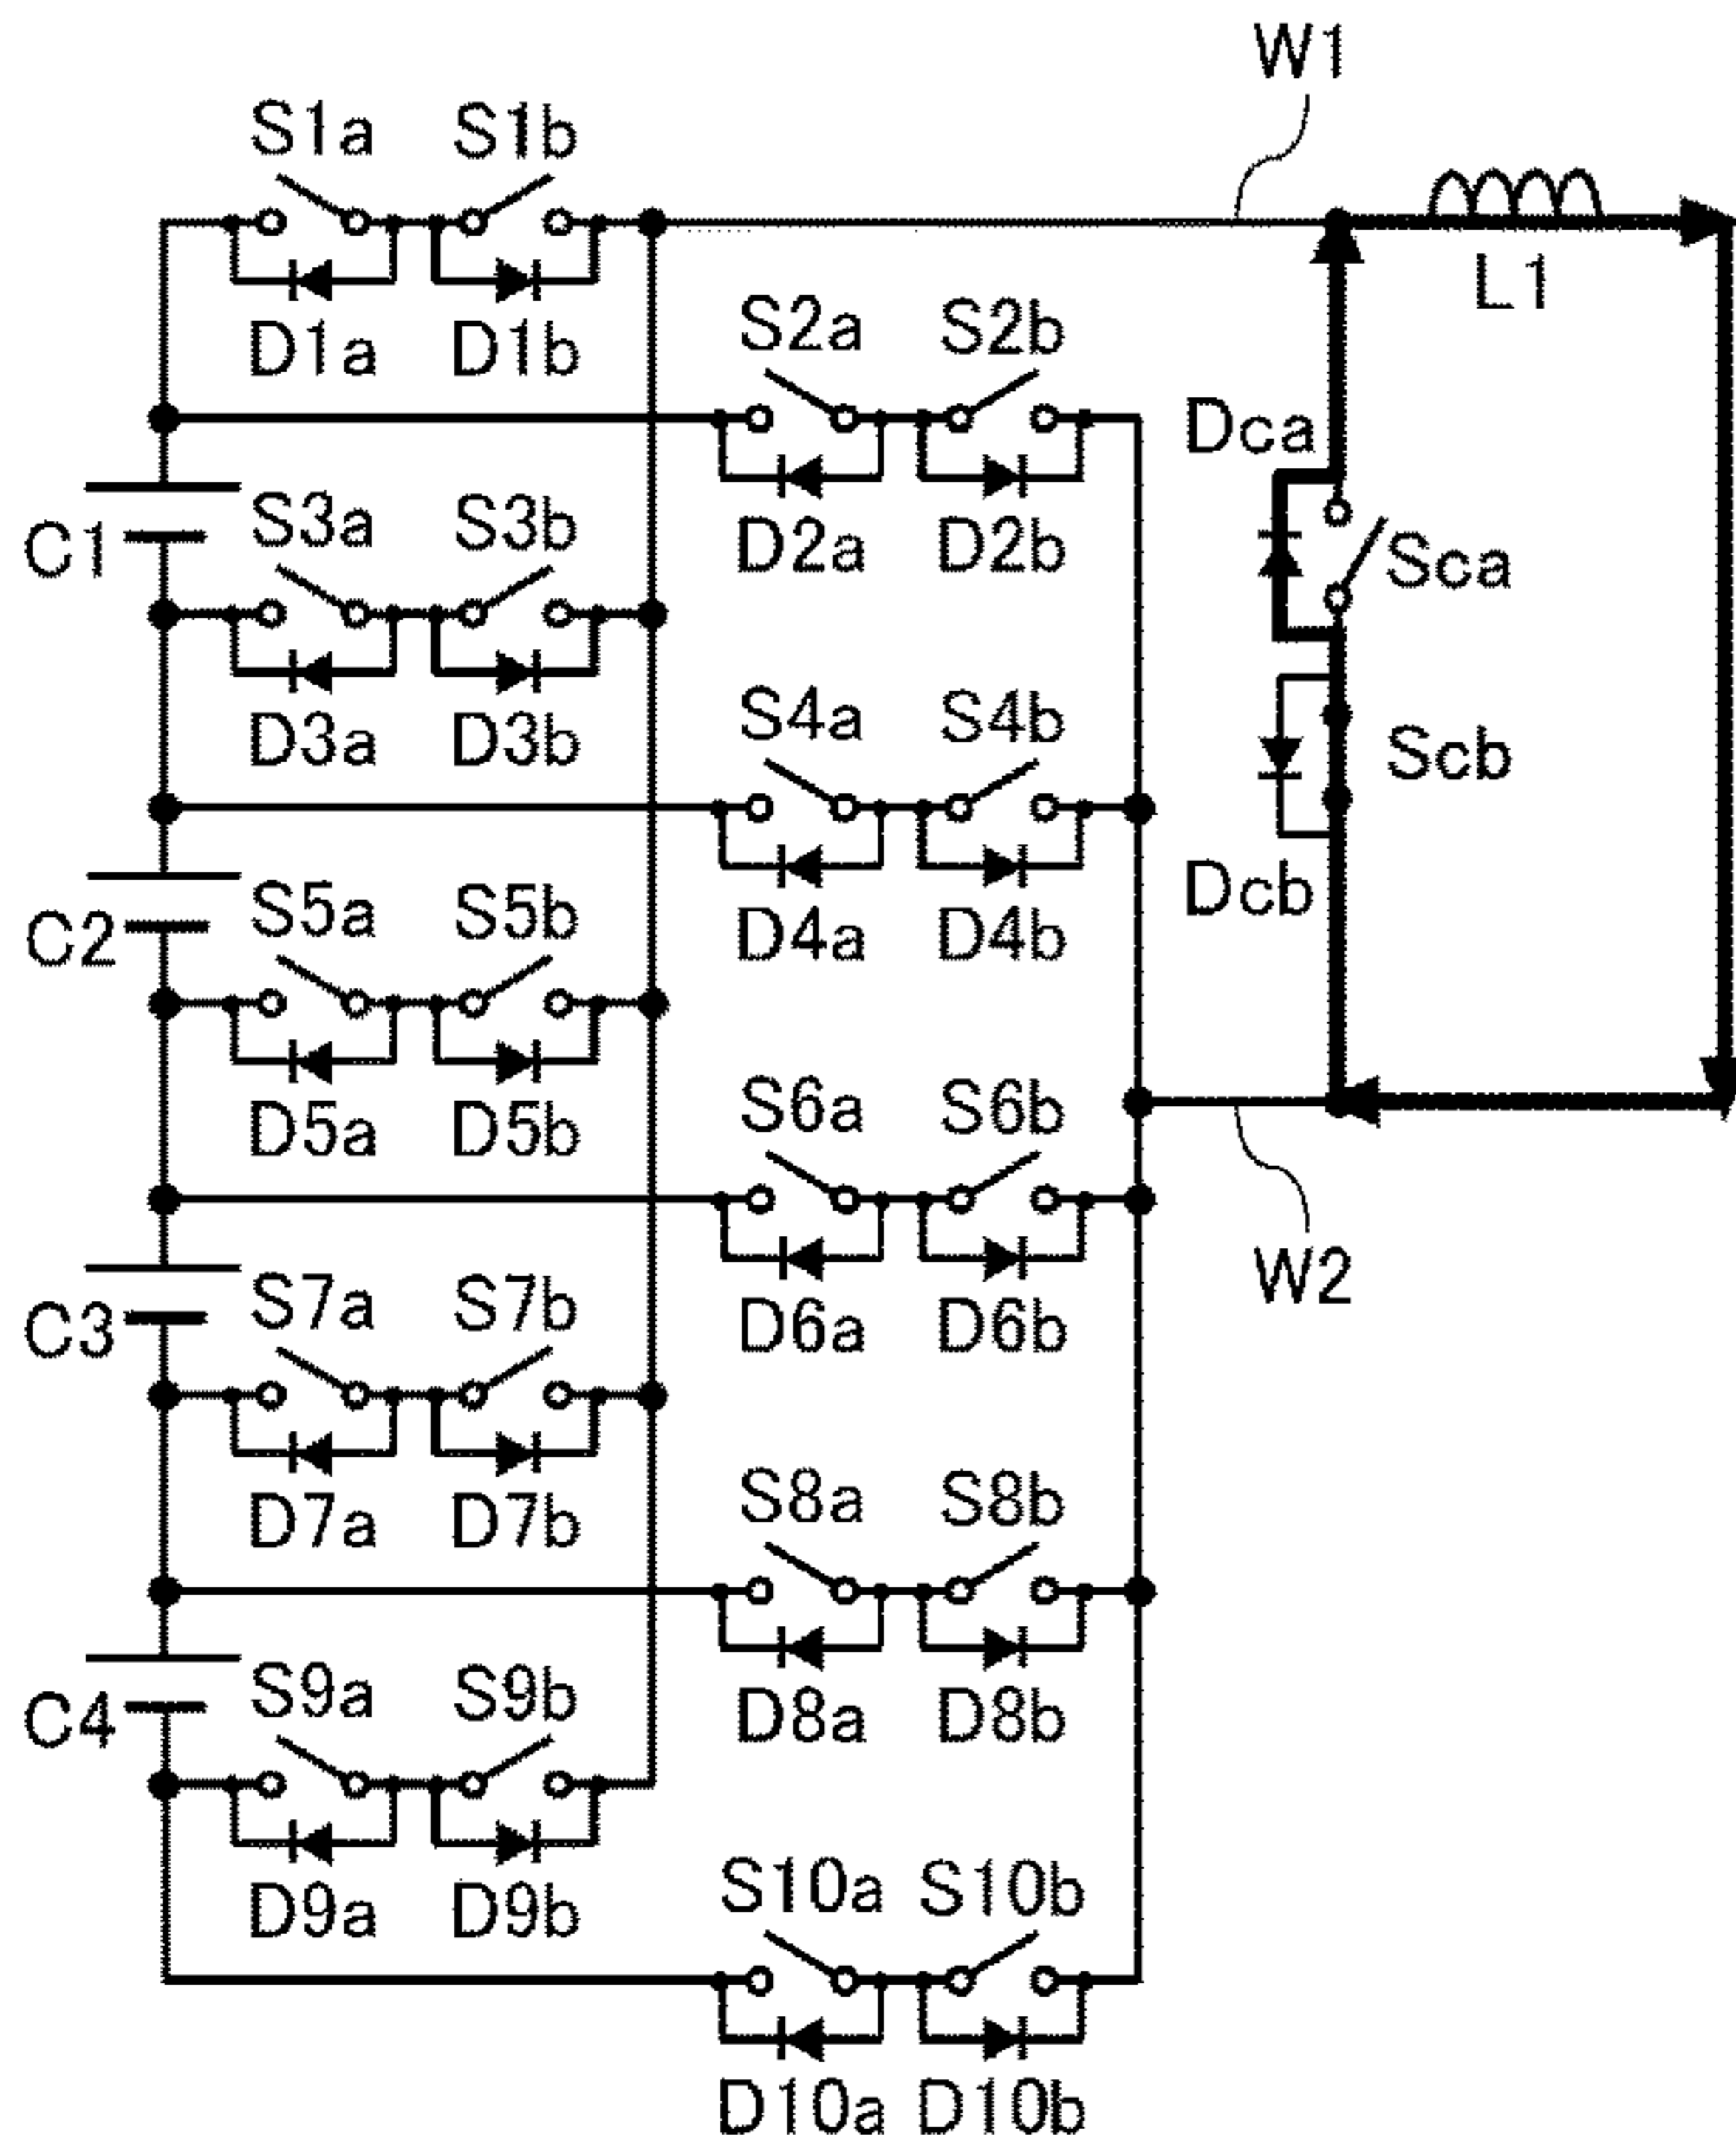 W1
S1a S1b
L1
D1a D1b
S2a S2b
Dca
S3a S3b
C1
D2a D2b
Sca
D3a D3b
S4a S4b
Scb
S5a S5b
Dcb
C2
D4a D4b
D5a D5b
S6a S6b
W2
S7a S7b
C3
D6a D6b
D7a D7b
S8a S8b
S9a S9b
C4
D8a D8b
D9a D9b
S10a S10b
D10a D10b